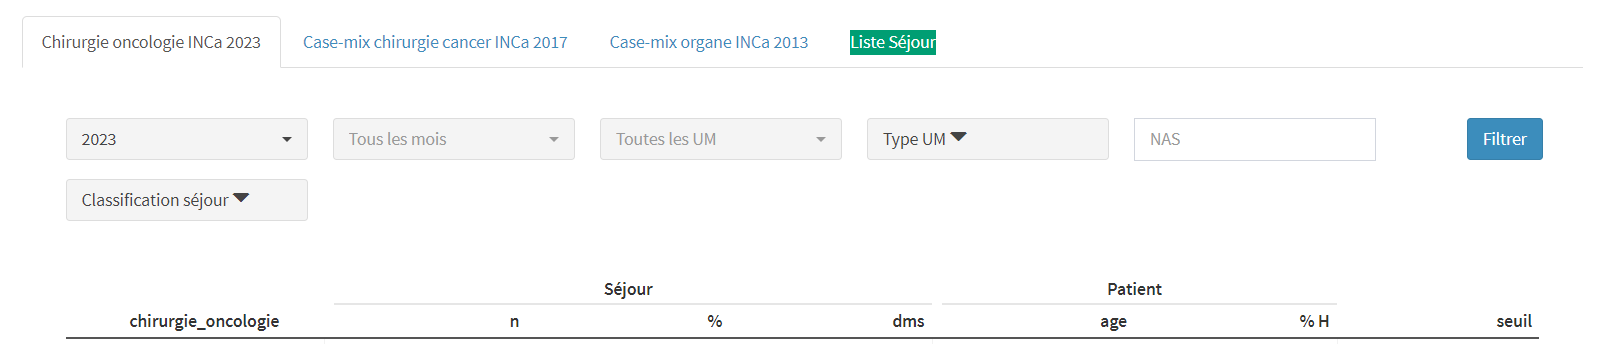 Chirurgie oncologie INCa 2023 Case-mix chirurgie cancer INCa 2017 Case-mix organe INCa 2013 Liste Séjour
2023 Tous les mois Toutes les UM Type UM NAS Filtrer
Classification séjour
Séjour Patient
chirurgie_oncologie n % dms age % H seuil